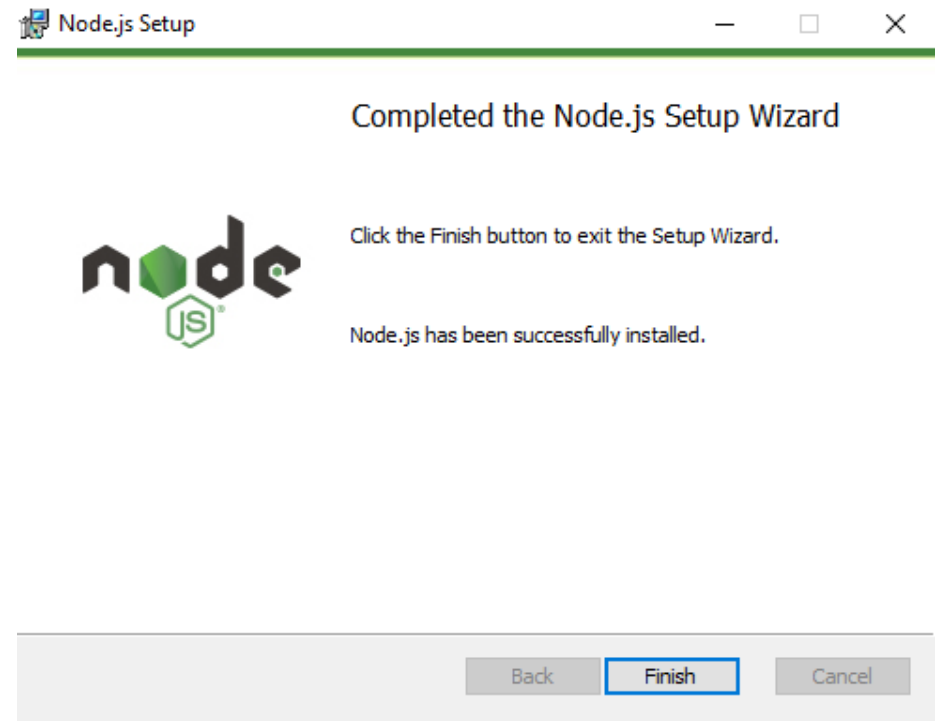 Node.js Setup
Completed the Node.js Setup Wizard
Click the Finish button to exit the Setup Wizard.
node
JS®
Node.js has been successfully installed.
Back Finish Cancel